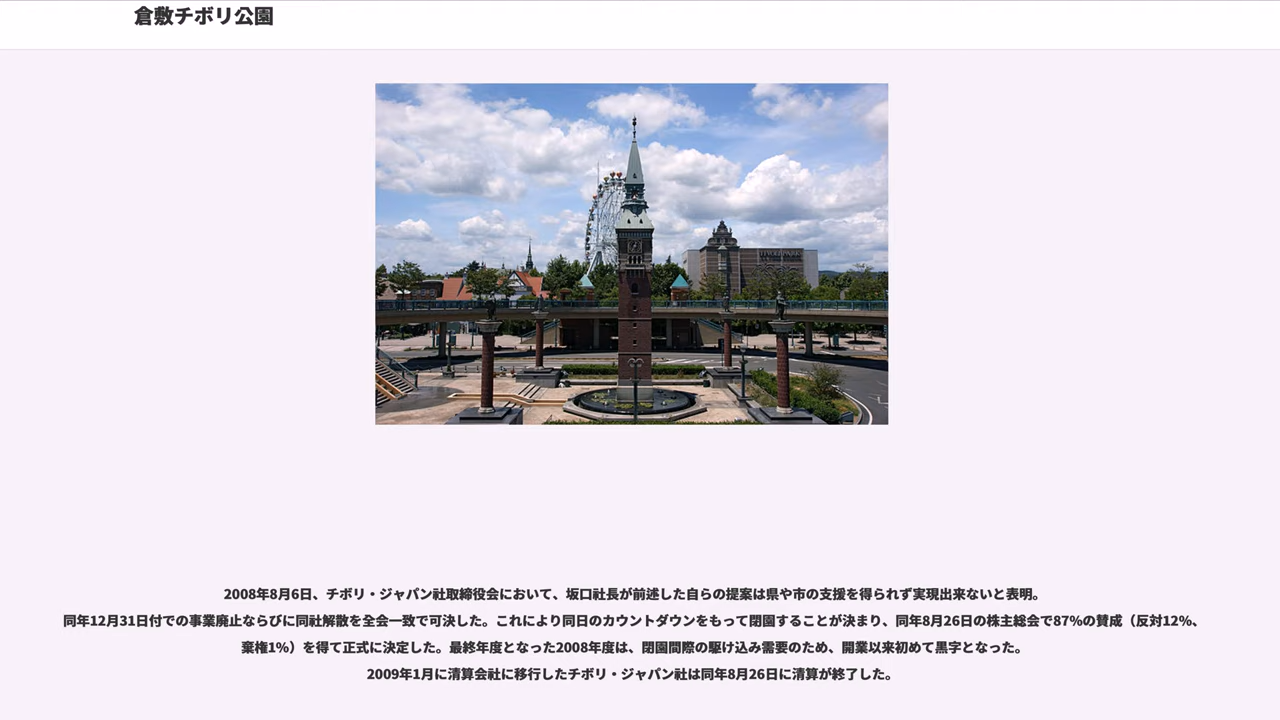 倉敷チボリ公園
TIVOLI PARK
2008年8月6日、チボリ・ジャパン社取締役会において、坂口社長が前述した自らの提案は県や市の支援を得られず実現出来ないと表明。
同年12月31日付での事業廃止ならびに同社解散を全会一致で可決した。これにより同日のカウントダウンをもって閉園することが決まり、同年8月26日の株主総会で87%の賛成（反対12%、
棄権1%）を得て正式に決定した。最終年度となった2008年度は、閉園間際の駆け込み需要のため、開業以来初めて黒字となった。
2009年1月に清算会社に移行したチボリ・ジャパン社は同年8月26日に清算が終了した。